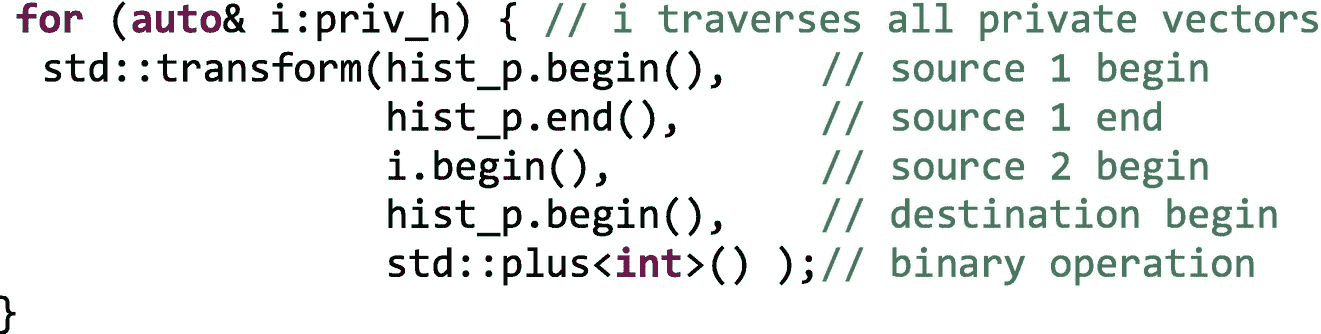 for (auto& i:priv_h) { // i traverses all private vectors
  std::transform(hist_p.begin(),    // source 1 begin
                 hist_p.end(),      // source 1 end
                 i.begin(),         // source 2 begin
                 hist_p.begin(),    // destination begin
                 std::plus<int>() );// binary operation
}